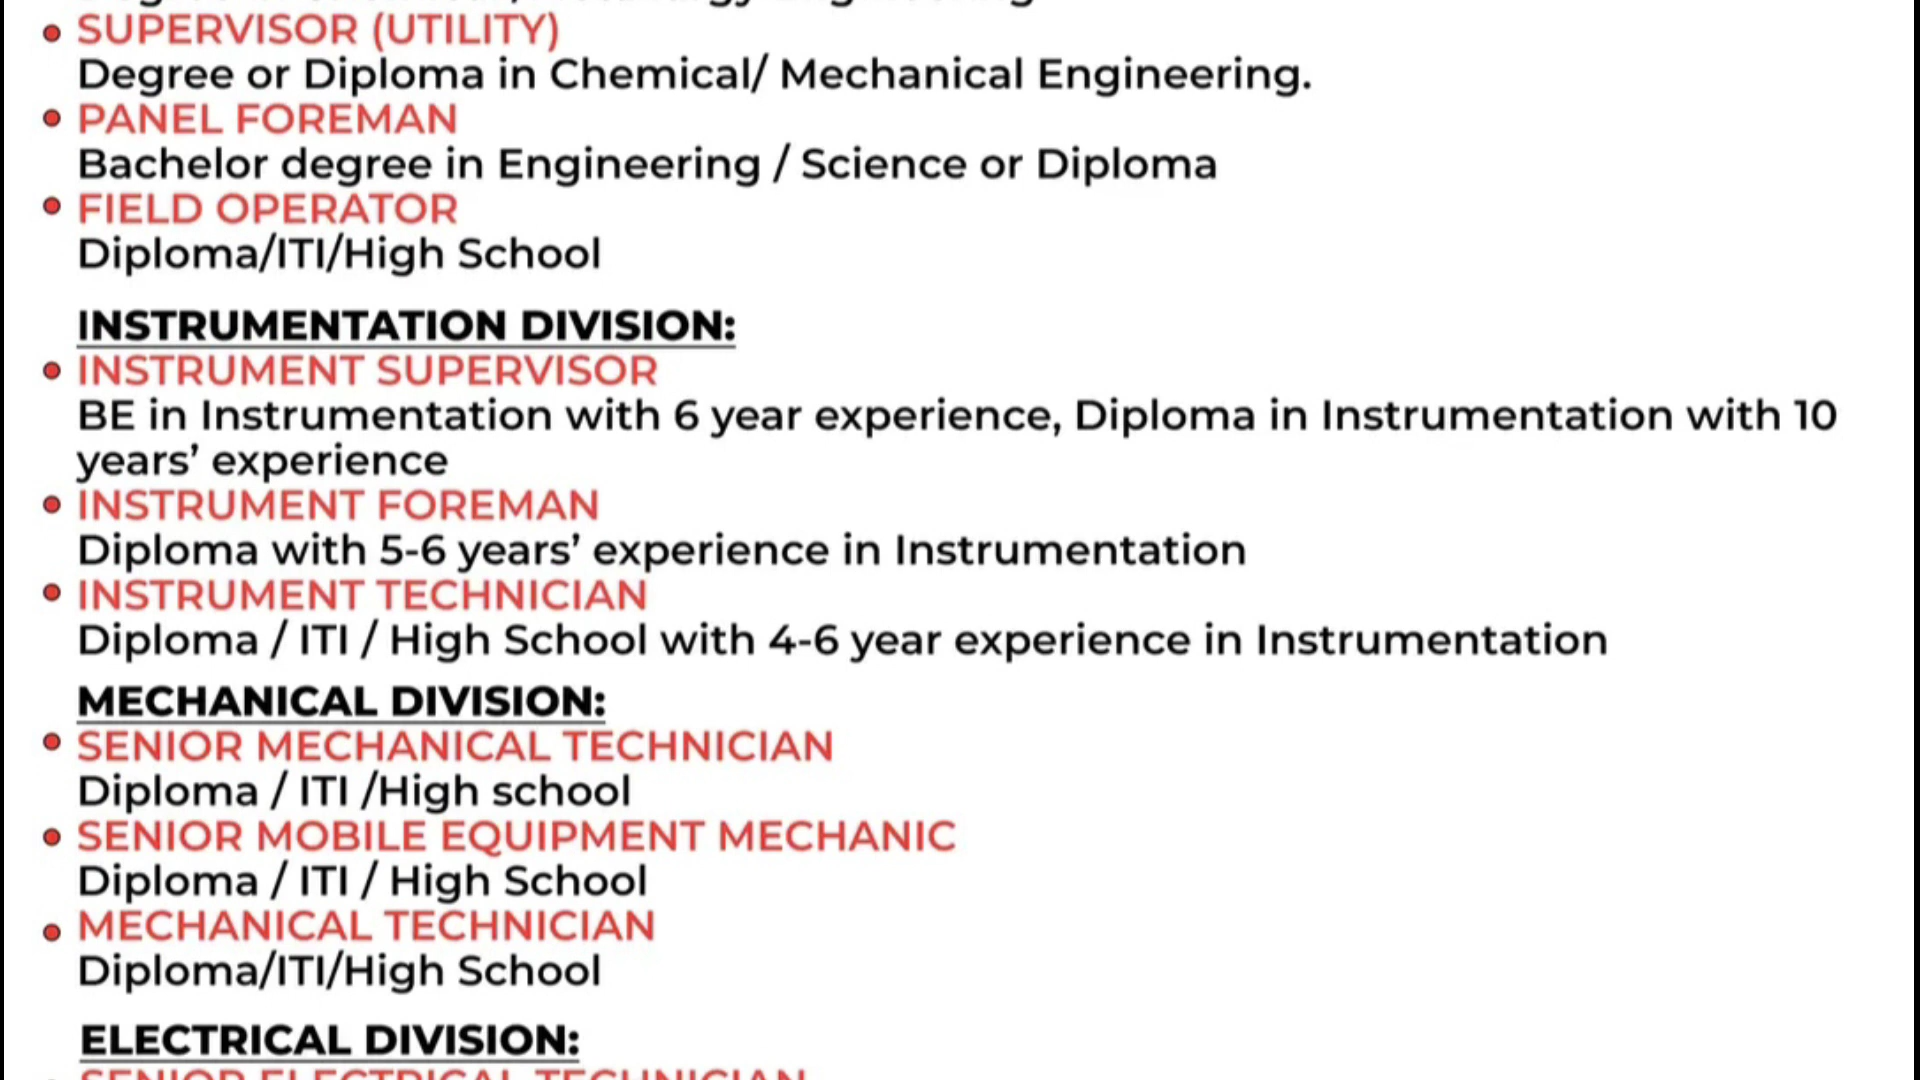 • SUPERVISOR (UTILITY)
Degree or Diploma in Chemical/ Mechanical Engineering.
• PANEL FOREMAN
Bachelor degree in Engineering / Science or Diploma
• FIELD OPERATOR
Diploma/ITI/High School
INSTRUMENTATION DIVISION:
• INSTRUMENT SUPERVISOR
BE in Instrumentation with 6 year experience, Diploma in Instrumentation with 10
years’ experience
• INSTRUMENT FOREMAN
Diploma with 5-6 years’ experience in Instrumentation
• INSTRUMENT TECHNICIAN
Diploma / ITI / High School with 4-6 year experience in Instrumentation
MECHANICAL DIVISION:
• SENIOR MECHANICAL TECHNICIAN
Diploma / ITI /High school
• SENIOR MOBILE EQUIPMENT MECHANIC
Diploma / ITI / High School
• MECHANICAL TECHNICIAN
Diploma/ITI/High School
ELECTRICAL DIVISION:
SENIOR ELECTRICAL TECHNICIAN